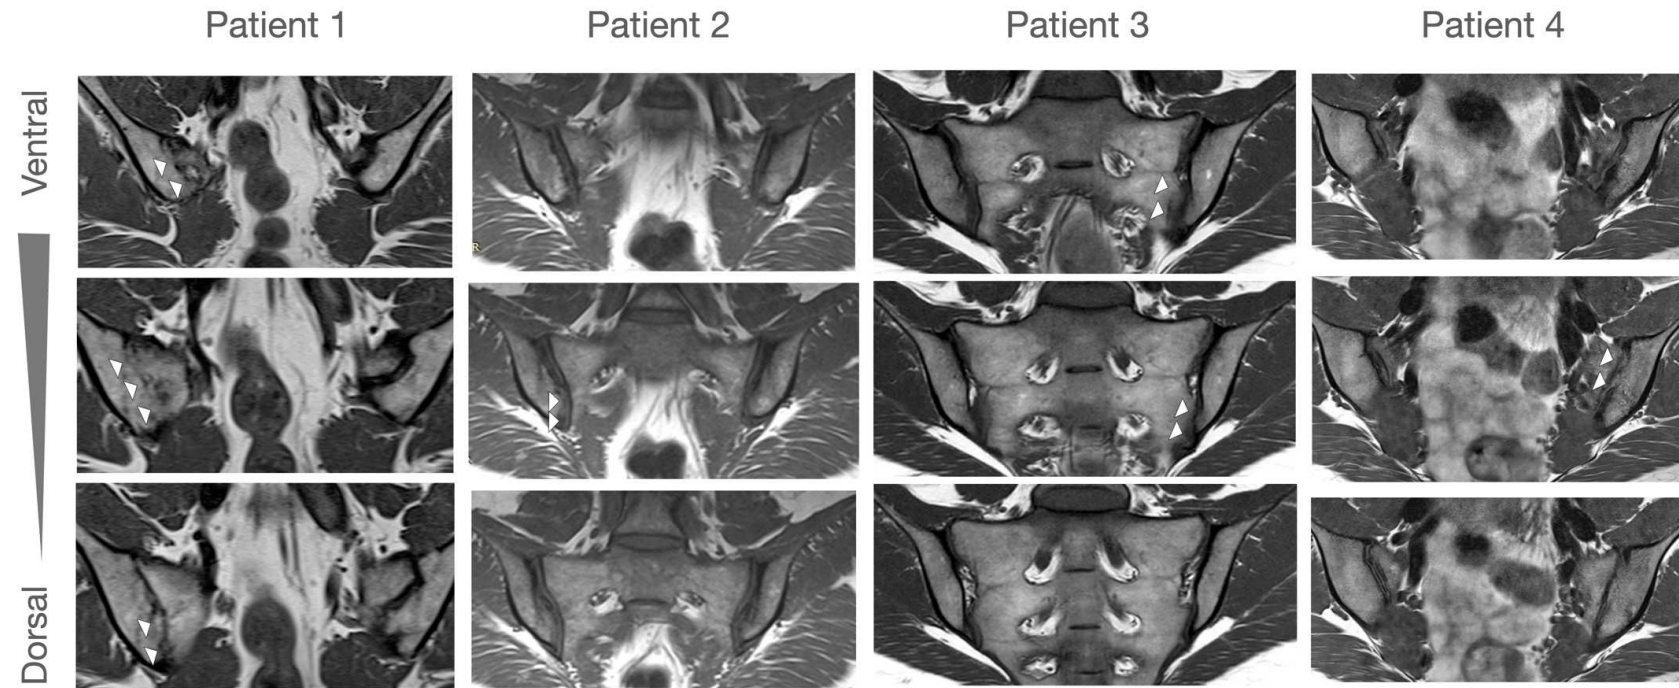 Patient 1
Patient 2
Patient 3
Patient 4
Ventral
Dorsal
R